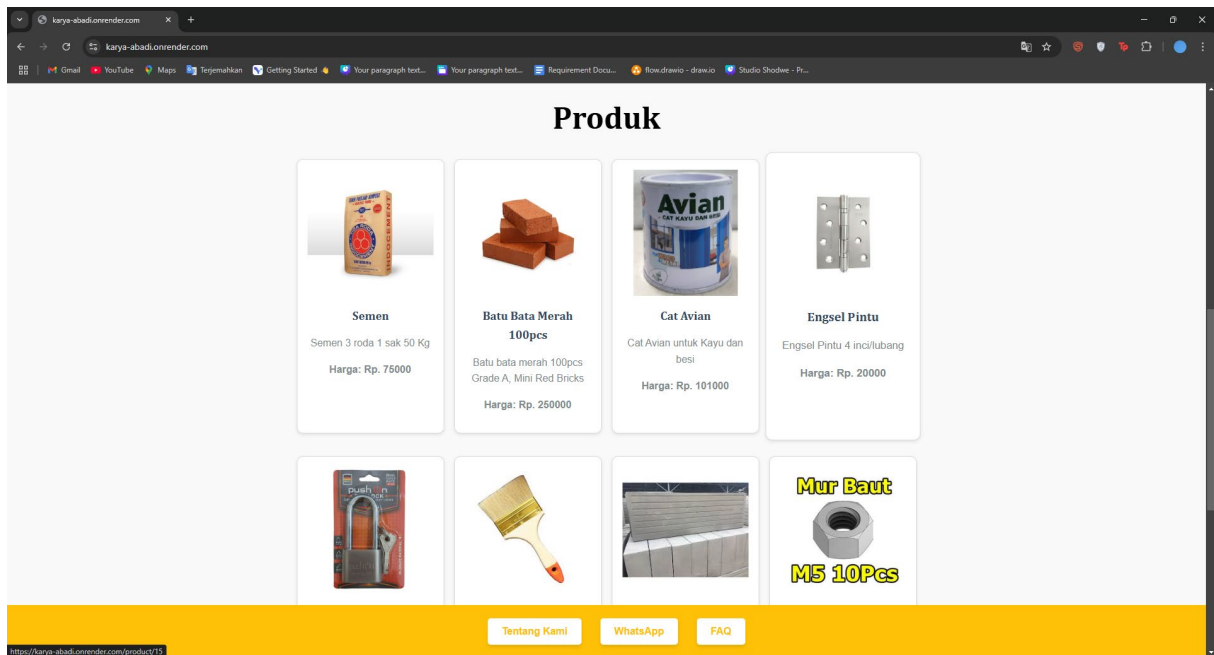 karya-abadi.onrender.com
karya-abadi.onrender.com
Gmail
YouTube
Maps
Terjemahkan
Getting Started
Your paragraph text...
Your paragraph text...
Requirement Docu...
flow.drawio - draw.io
Studio Shodwe - Pr...
Produk
INDOCEMENT
Avian
CAT KAYU DAN BESI
Semen
Semen 3 roda 1 sak 50 Kg
Harga: Rp. 75000
Batu Bata Merah
100pcs
Batu bata merah 100pcs
Grade A, Mini Red Bricks
Harga: Rp. 250000
Cat Avian
Cat Avian untuk Kayu dan
besi
Harga: Rp. 101000
Engsel Pintu
Engsel Pintu 4 inci/lubang
Harga: Rp. 20000
Mur Baut
M5 10Pcs
Tentang Kami
WhatsApp
FAQ
https://karya-abadi.onrender.com/product/15